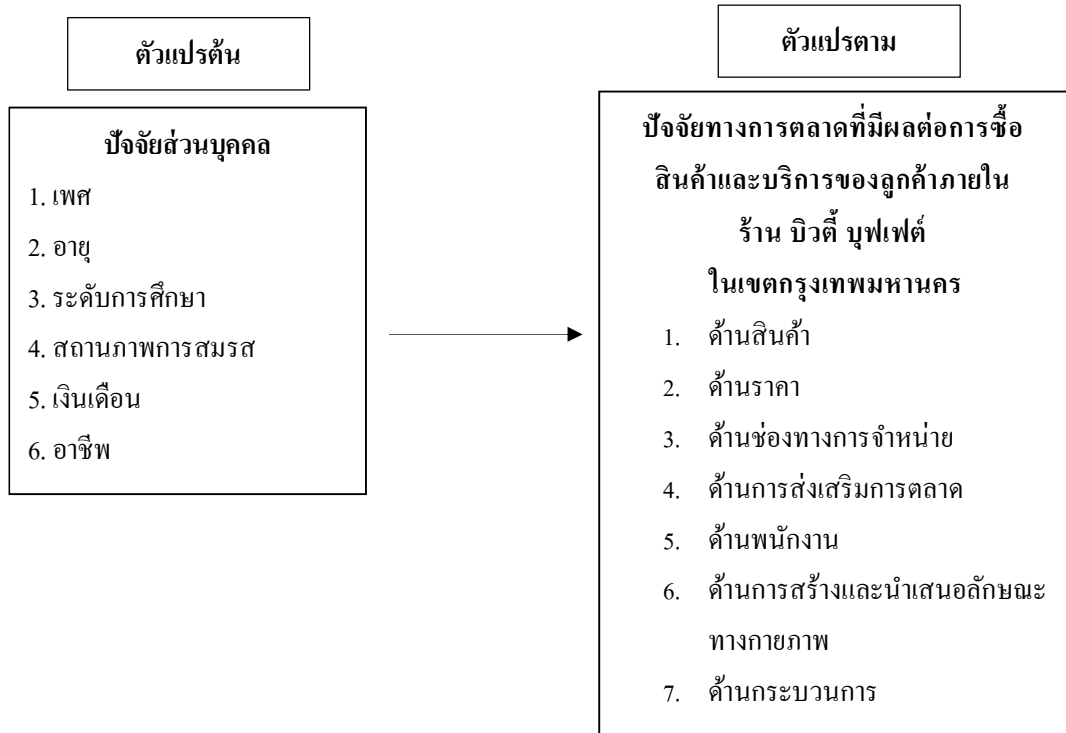 ตัวแปรต้น
ปัจจัยส่วนบุคคล
1. เพศ
2. อายุ
3. ระดับการศึกษา
4. สถานภาพการสมรส
5. เงินเดือน
6. อาชีพ
ตัวแปรตาม
ปัจจัยทางการตลาดที่มีผลต่อการซื้อ
สินค้าและบริการของลูกค้าภายใน
ร้าน บิวตี้ บุฟเฟต์
ในเขตกรุงเทพมหานคร
1. ด้านสินค้า
2. ด้านราคา
3. ด้านช่องทางการจำหน่าย
4. ด้านการส่งเสริมการตลาด
5. ด้านพนักงาน
6. ด้านการสร้างและนำเสนอลักษณะ
ทางกายภาพ
7. ด้านกระบวนการ